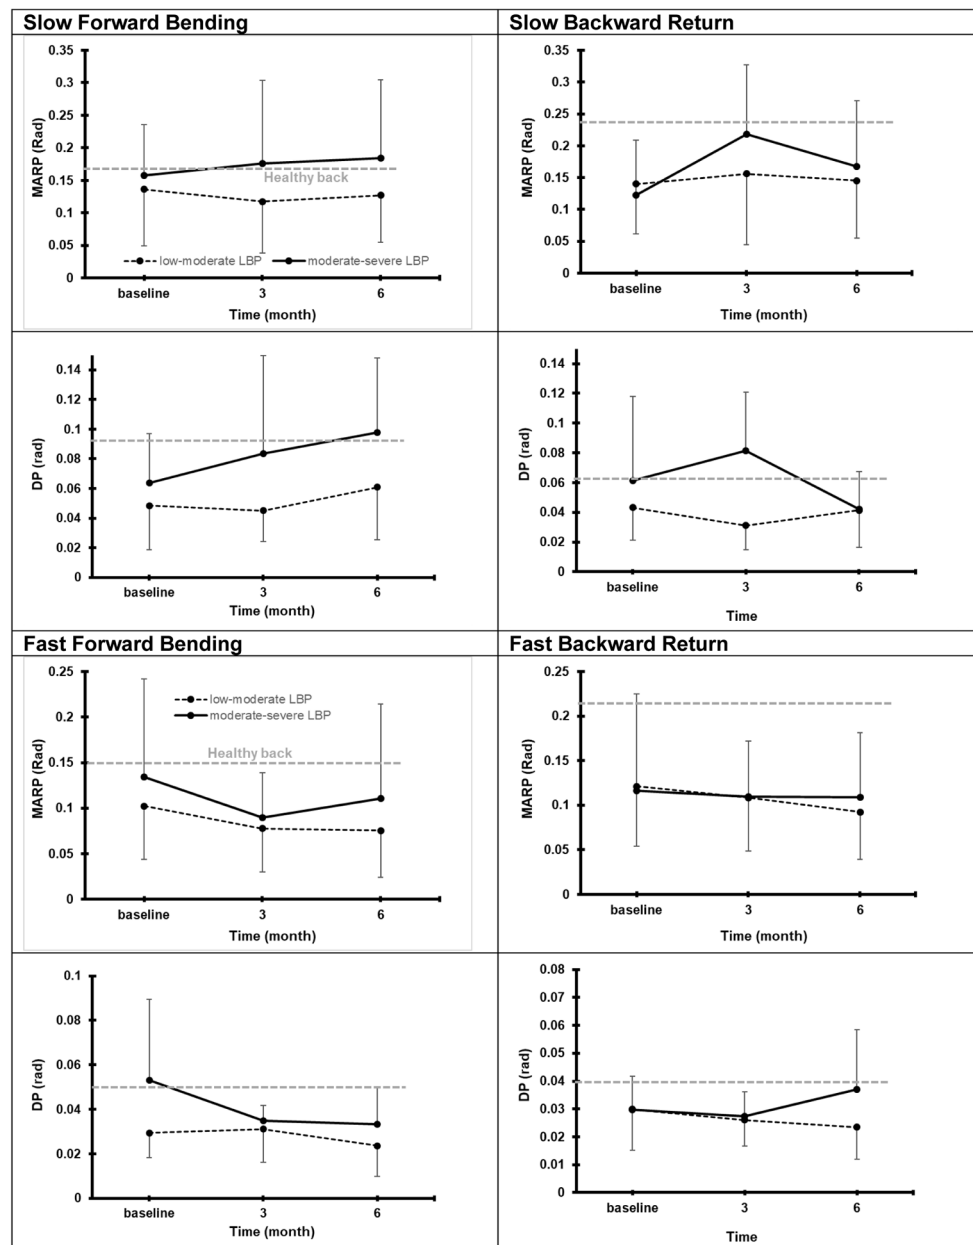 Slow Forward Bending
0.35
0.3
0.25
0.2
0.15
0.1
0.05
0
MARP (Rad)
Healthy back
low-moderate LBP
moderate-severe LBP
baseline 3 6
Time (month)
Slow Backward Return
0.35
0.3
0.25
0.2
0.15
0.1
0.05
0
MARP (Rad)
baseline 3 6
Time (month)
0.14
0.12
0.1
0.08
0.06
0.04
0.02
0
DP (rad)
baseline 3 6
Time (month)
0.14
0.12
0.1
0.08
0.06
0.04
0.02
0
DP (rad)
baseline 3 6
Time
Fast Forward Bending
0.25
0.2
0.15
0.1
0.05
0
MARP (Rad)
low-moderate LBP
moderate-severe LBP
Healthy back
baseline 3 6
Time (month)
Fast Backward Return
0.25
0.2
0.15
0.1
0.05
0
MARP (Rad)
baseline 3 6
Time (month)
0.1
0.08
0.06
0.04
0.02
0
DP (rad)
baseline 3 6
Time (month)
0.08
0.07
0.06
0.05
0.04
0.03
0.02
0.01
0
DP (rad)
baseline 3 6
Time